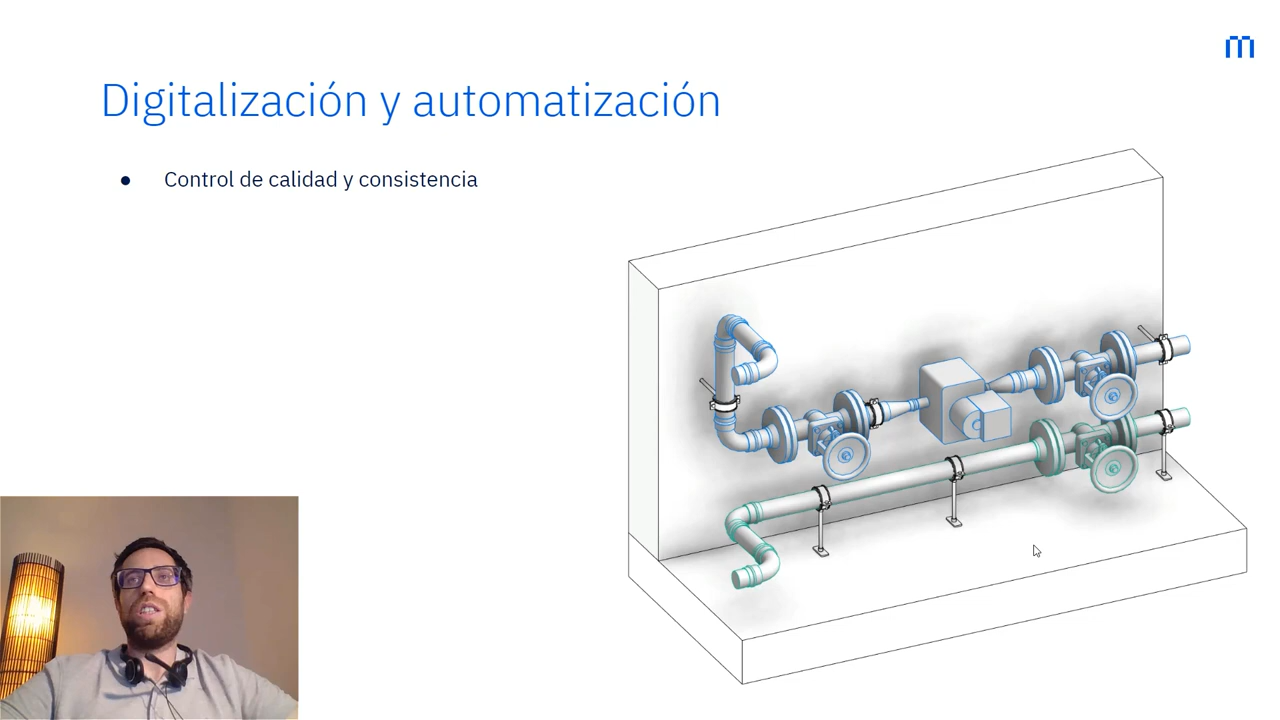 m
Digitalización y automatización
● Control de calidad y consistencia